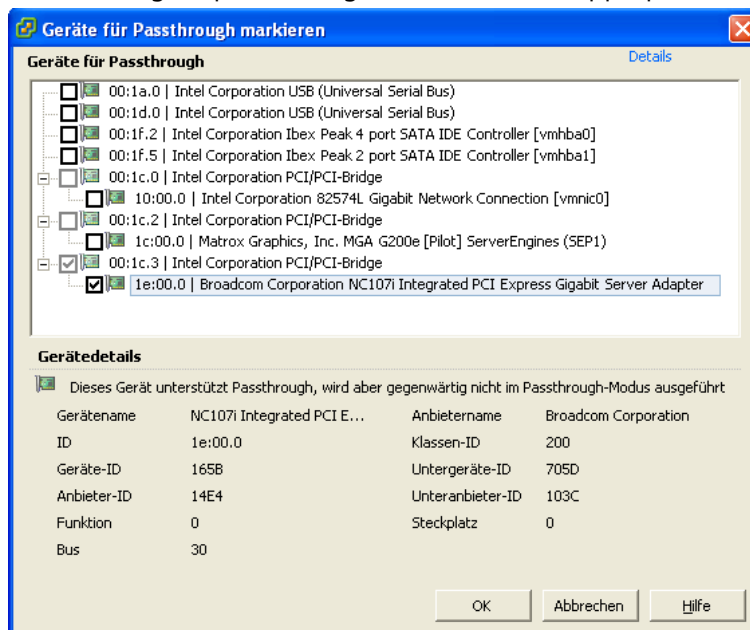 Geräte für Passthrough markieren
Geräte für Passthrough
Details
00:1a.0 | Intel Corporation USB (Universal Serial Bus)
00:1d.0 | Intel Corporation USB (Universal Serial Bus)
00:1f.2 | Intel Corporation Ibex Peak 4 port SATA IDE Controller [vmhba0]
00:1f.5 | Intel Corporation Ibex Peak 2 port SATA IDE Controller [vmhba1]
00:1c.0 | Intel Corporation PCI/PCI-Bridge
10:00.0 | Intel Corporation 82574L Gigabit Network Connection [vmnic0]
00:1c.2 | Intel Corporation PCI/PCI-Bridge
1c:00.0 | Matrox Graphics, Inc. MGA G200e [Pilot] ServerEngines (SEP1)
00:1c.3 | Intel Corporation PCI/PCI-Bridge
1e:00.0 | Broadcom Corporation NC107i Integrated PCI Express Gigabit Server Adapter
Gerätedetails
Dieses Gerät unterstützt Passthrough, wird aber gegenwärtig nicht im Passthrough-Modus ausgeführt
Gerätename NC107i Integrated PCI E... Anbietername Broadcom Corporation
ID 1e:00.0 Klassen-ID 200
Geräte-ID 165B Untergeräte-ID 705D
Anbieter-ID 14E4 Unteranbieter-ID 103C
Funktion 0 Steckplatz 0
Bus 30
OK Abbrechen Hilfe